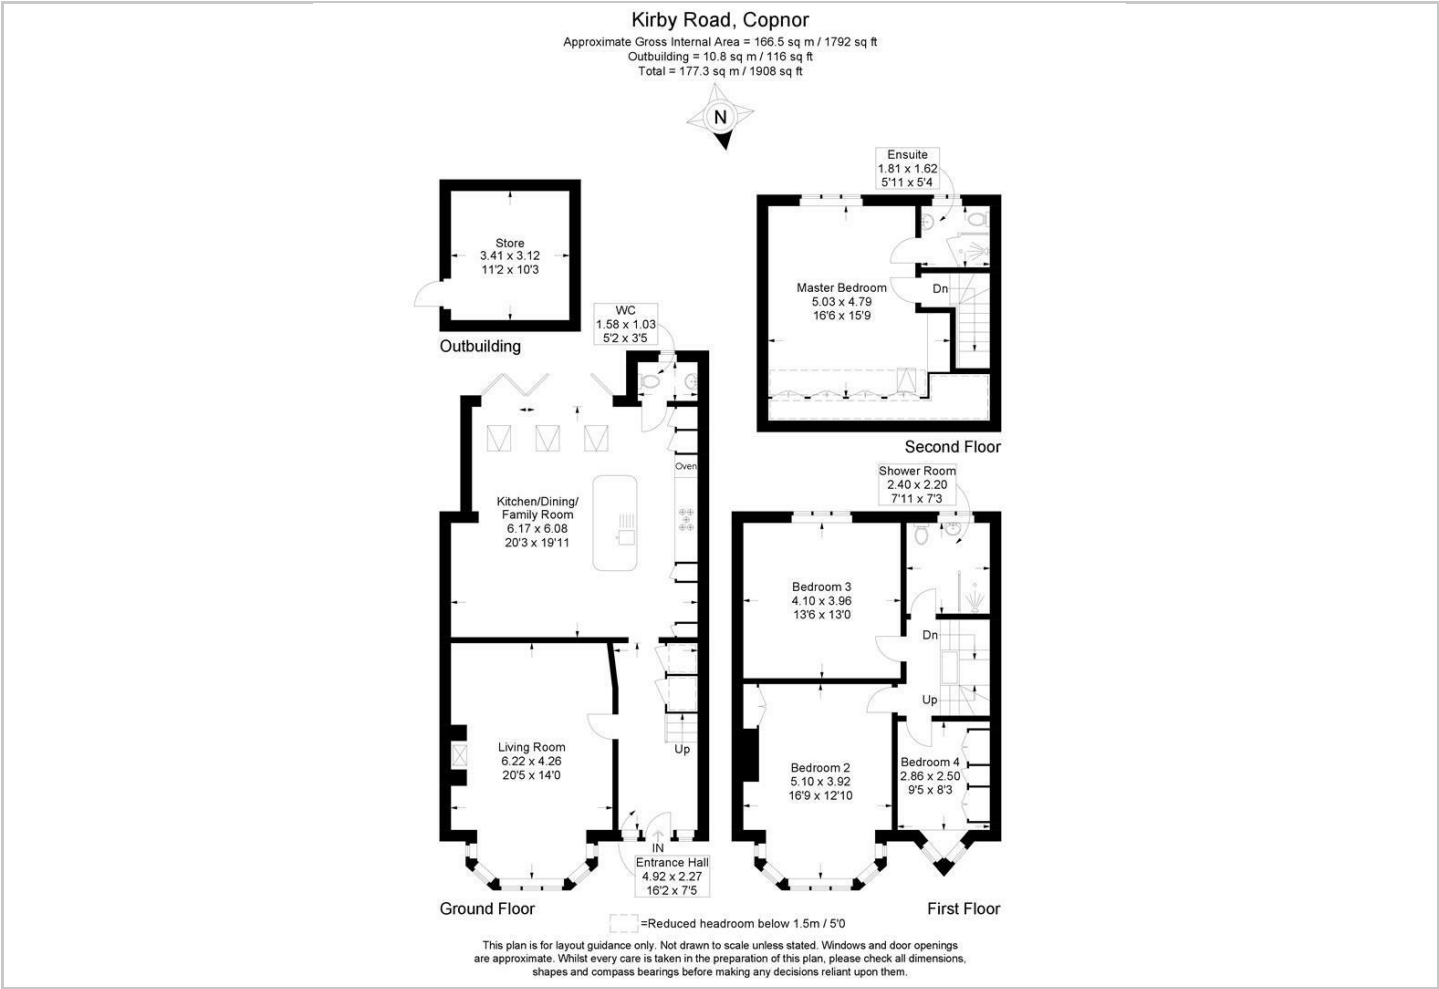 Kirby Road, Copnor
Approximate Gross Internal Area = 166.5 sq m / 1792 sq ft
Outbuilding = 10.8 sq m / 116 sq ft
Total = 177.3 sq m / 1908 sq ft
N
Store
3.41 x 3.12
11'2 x 10'3
Outbuilding
WC
1.58 x 1.03
5'2 x 3'5
Oven
Kitchen/Dining/
Family Room
6.17 x 6.08
20'3 x 19'11
Living Room
6.22 x 4.26
20'5 x 14'0
Up
IN
Entrance Hall
4.92 x 2.27
16'2 x 7'5
Ground Floor
Ensuite
1.81 x 1.62
5'11 x 5'4
Master Bedroom
5.03 x 4.79
16'6 x 15'9
Dn
Second Floor
Shower Room
2.40 x 2.20
7'11 x 7'3
Bedroom 3
4.10 x 3.96
13'6 x 13'0
Dn
Up
Bedroom 2
5.10 x 3.92
16'9 x 12'10
Bedroom 4
2.86 x 2.50
9'5 x 8'3
First Floor
=Reduced headroom below 1.5m / 5'0
This plan is for layout guidance only. Not drawn to scale unless stated. Windows and door openings
are approximate. Whilst every care is taken in the preparation of this plan, please check all dimensions,
shapes and compass bearings before making any decisions reliant upon them.